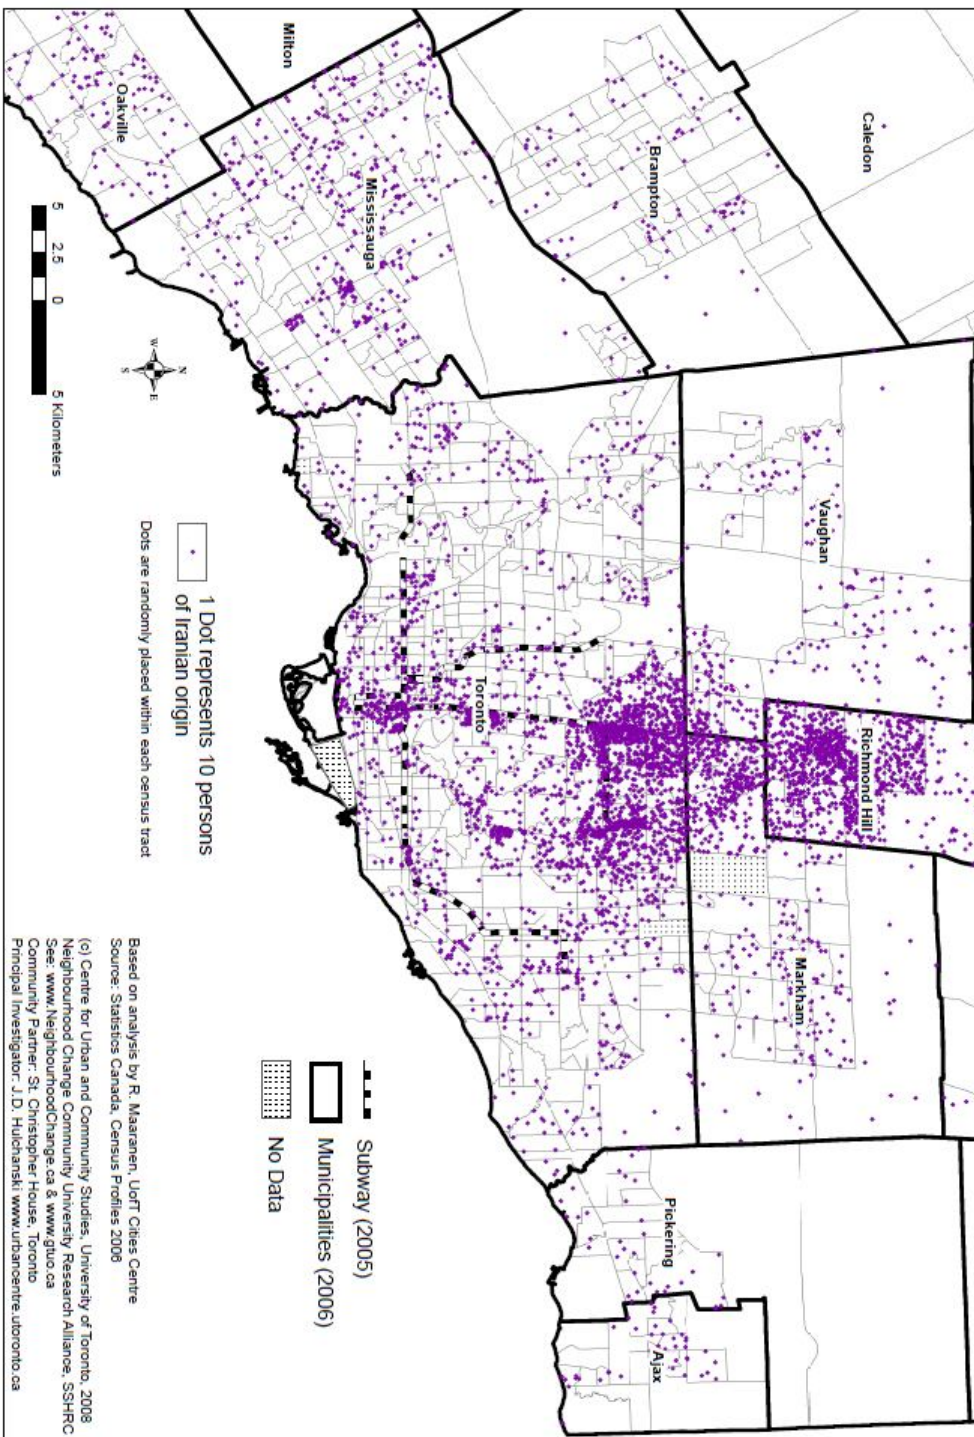 Caledon
Milton
Brampton
Oakville
Mississauga
Vaughan
Richmond Hill
Markham
Toronto
Pickering
Ajax
5 2.5 0 5 Kilometers
N
W E
S
1 Dot represents 10 persons
of Iranian origin
Dots are randomly placed within each census tract
Subway (2005)
Municipalities (2006)
No Data
Based on analysis by R. Maaranen, UofT Cities Centre
Source: Statistics Canada, Census Profiles 2006
(c) Centre for Urban and Community Studies, University of Toronto, 2008
Neighbourhood Change Community University Research Alliance, SSHRC
See: www.NeighbourhoodChange.ca & www.gtuo.ca
Community Partner: St. Christopher House, Toronto
Principal Investigator: J.D. Hulchanski www.urbancentre.utoronto.ca